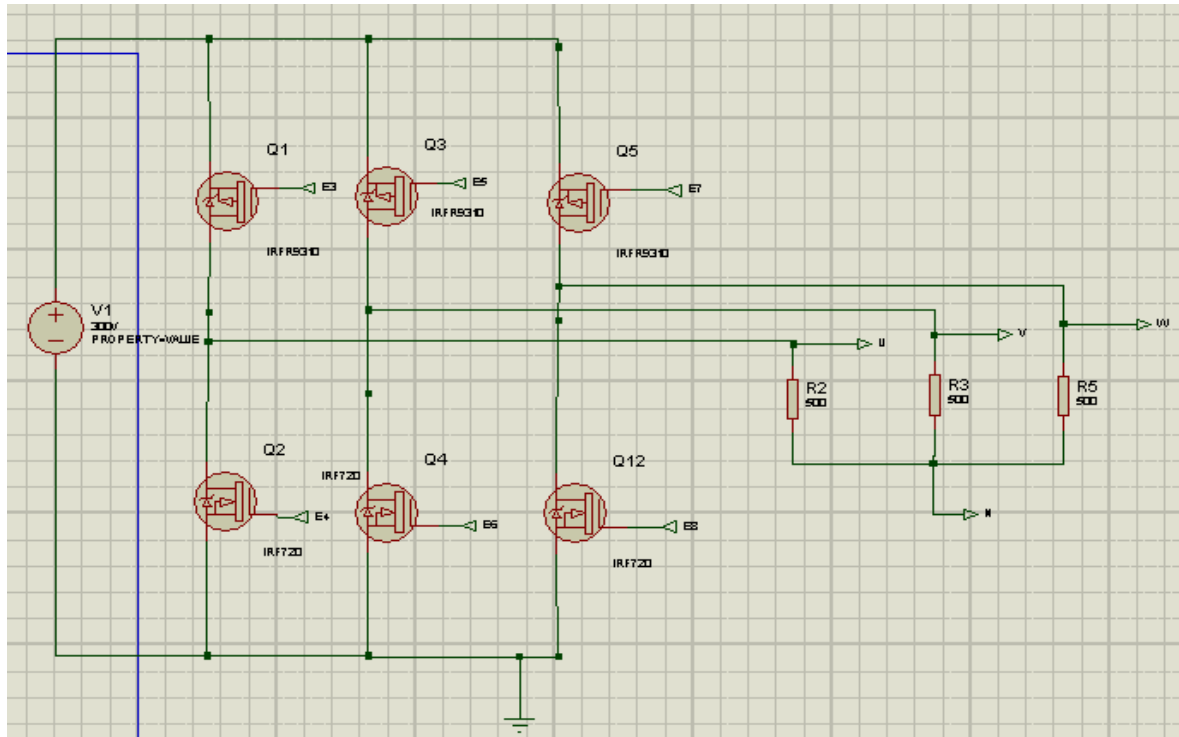 Q1
E3
IRFR9310
Q3
E5
IRFR9310
Q5
E7
IRFR9310
V1
300V
PROPERTY=VALUE
W
V
U
R2
500
R3
500
R5
500
Q2
E4
IRF720
IRF720
Q4
E6
Q12
E8
IRF720
N